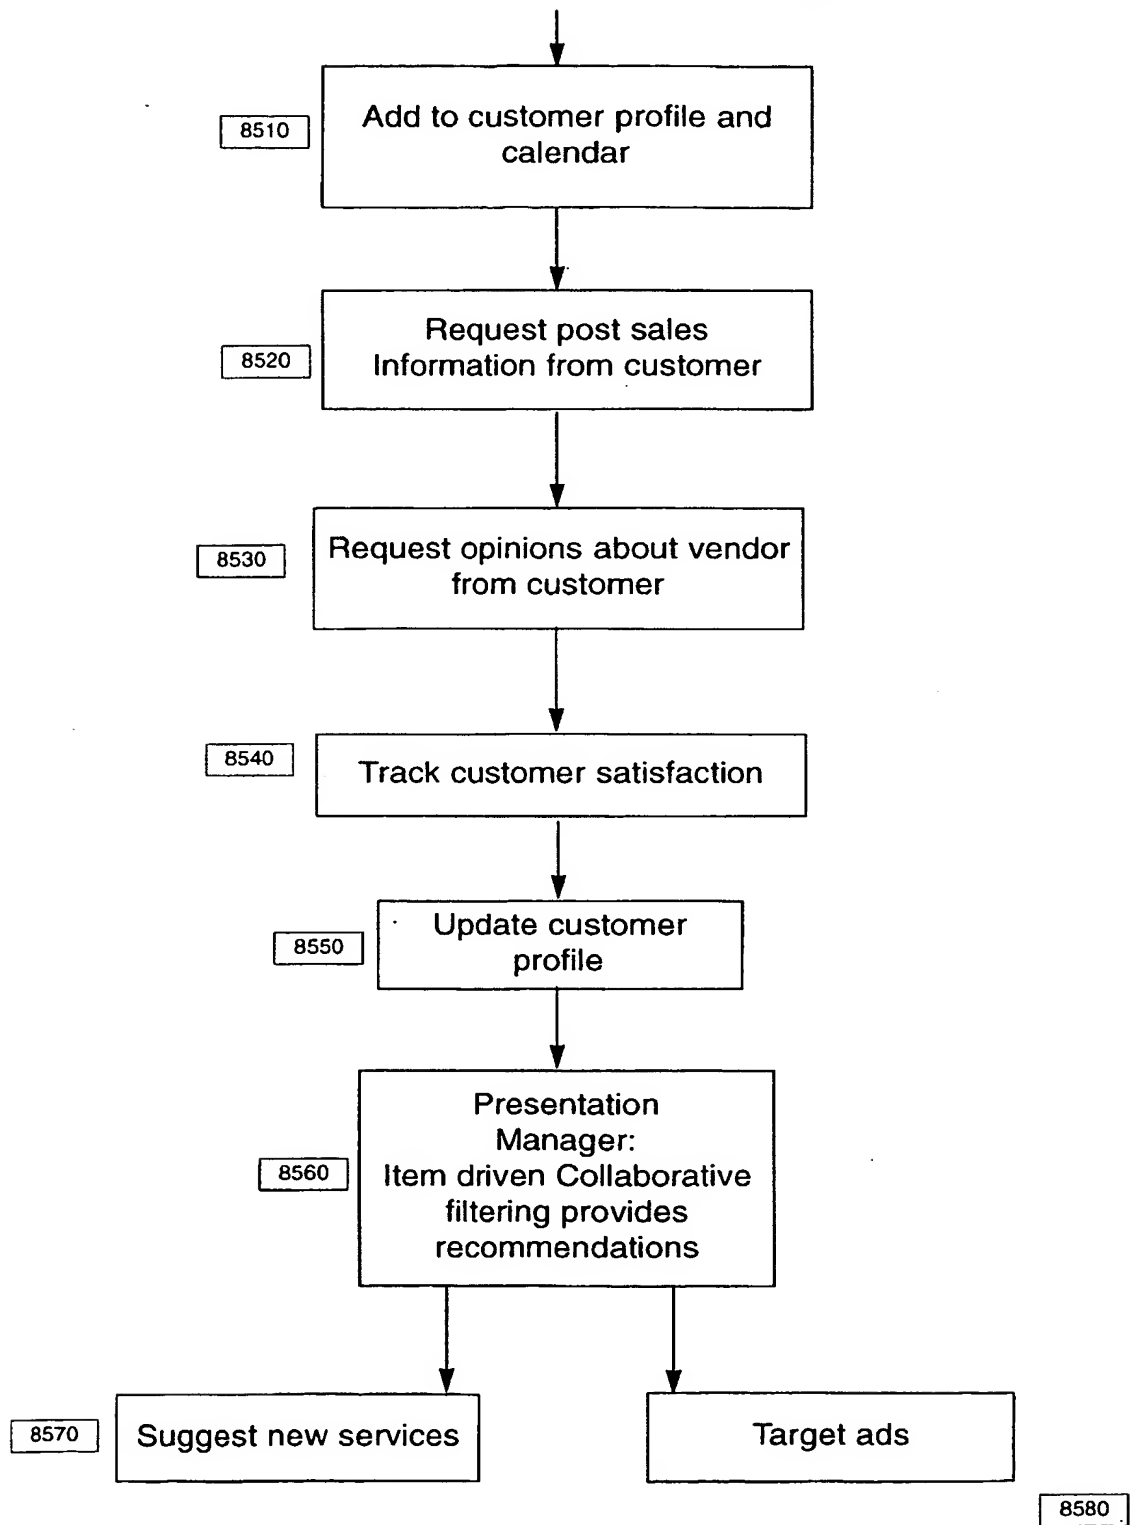 8510
Add to customer profile and
calendar
8520
Request post sales
Information from customer
8530
Request opinions about vendor
from customer
8540
Track customer satisfaction
8550
Update customer
profile
8560
Presentation
Manager:
Item driven Collaborative
filtering provides
recommendations
8570
Suggest new services
Target ads
8580